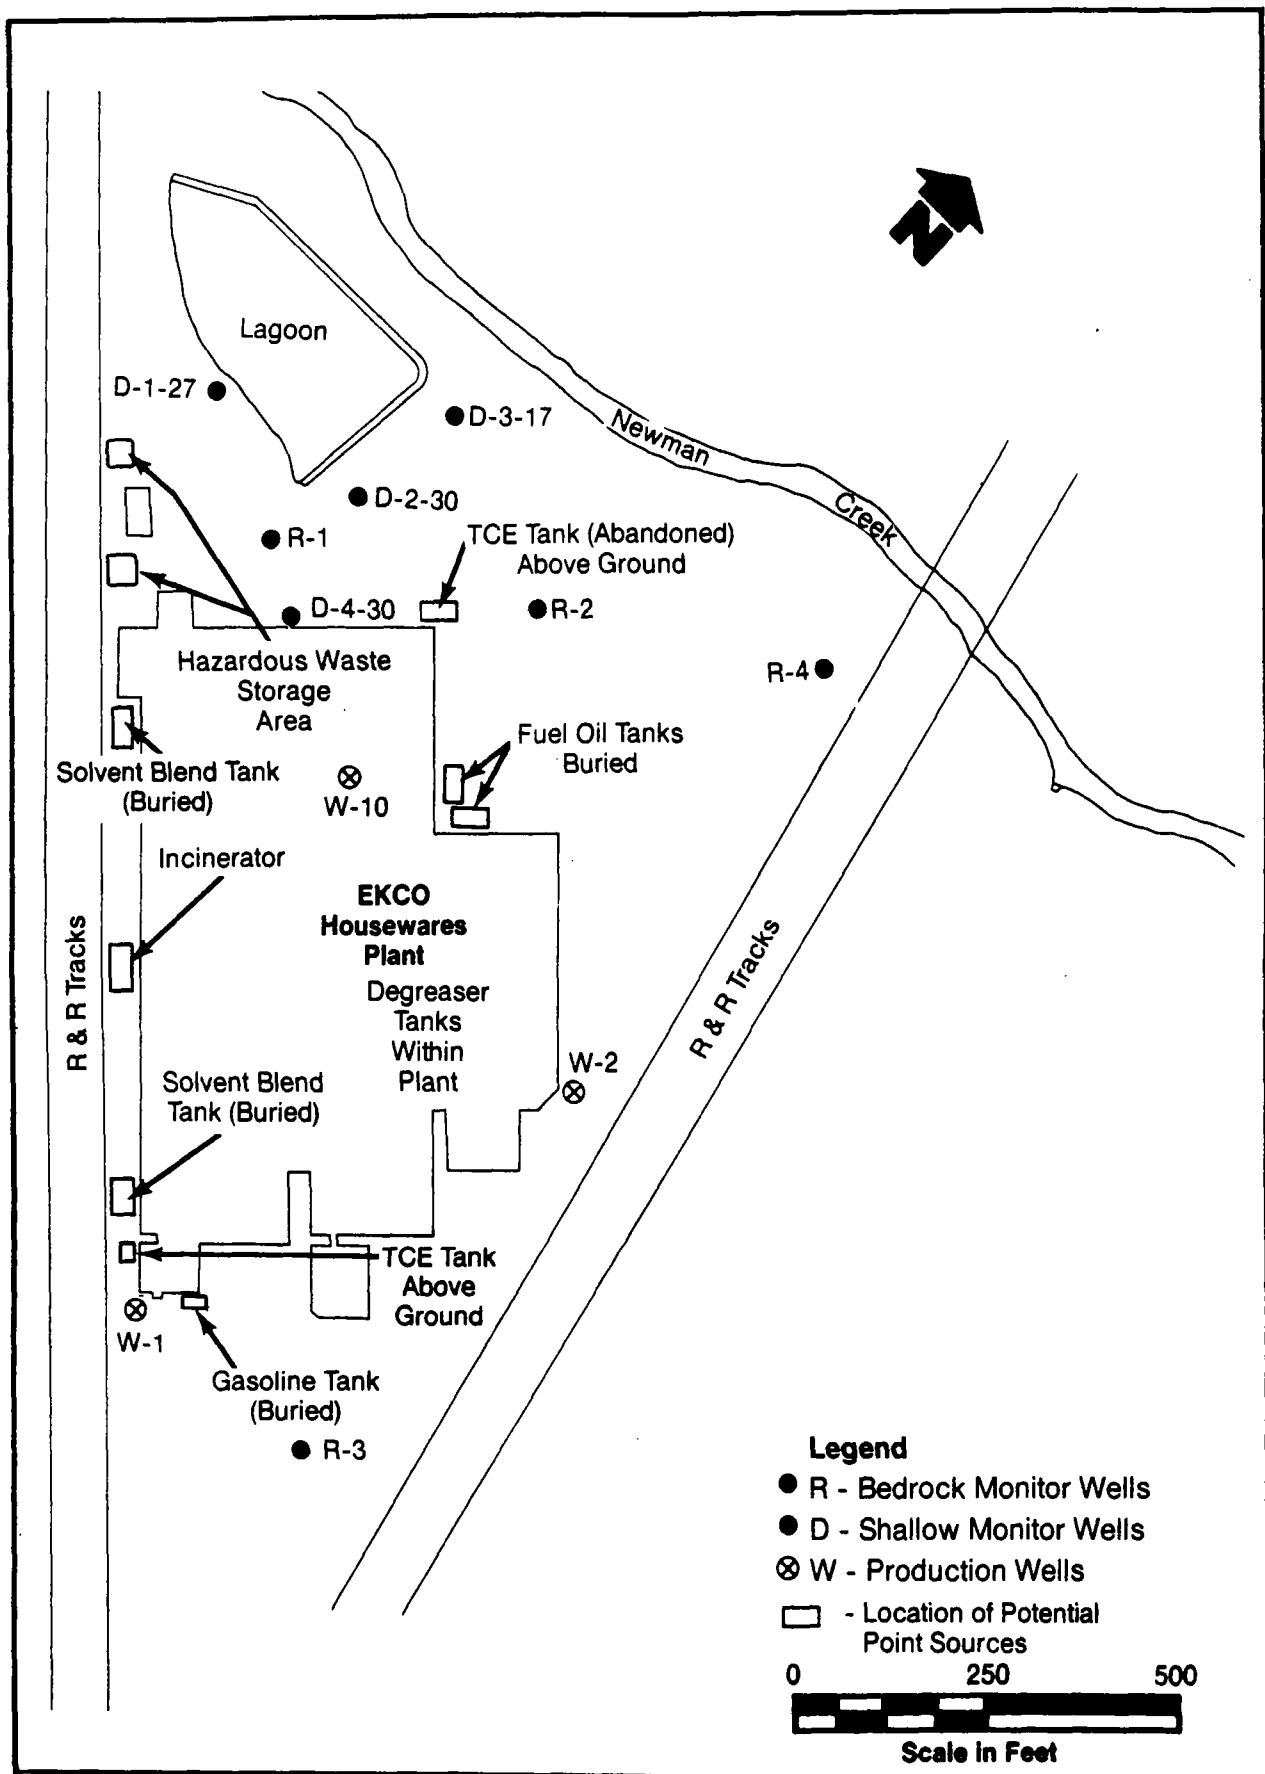 N
Lagoon
D-1-27
D-3-17
Newman
Creek
D-2-30
R-1
TCE Tank (Abandoned)
Above Ground
D-4-30
R-2
Hazardous Waste
Storage
Area
R-4
Fuel Oil Tanks
Buried
Solvent Blend Tank
(Buried)
W-10
Incinerator
EKCO
Housewares
Plant
Degreaser
Tanks
Within
Plant
R & R Tracks
R & R Tracks
W-2
Solvent Blend
Tank (Buried)
TCE Tank
Above
Ground
W-1
Gasoline Tank
(Buried)
R-3
Legend
R - Bedrock Monitor Wells
D - Shallow Monitor Wells
W - Production Wells
- Location of Potential
Point Sources
0 250 500
Scale in Feet